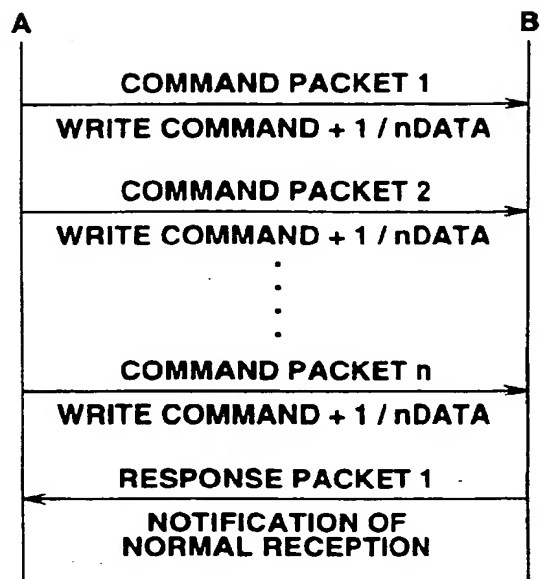 A B
COMMAND PACKET 1
WRITE COMMAND + 1 / nDATA
COMMAND PACKET 2
WRITE COMMAND + 1 / nDATA
COMMAND PACKET n
WRITE COMMAND + 1 / nDATA
RESPONSE PACKET 1
NOTIFICATION OF
NORMAL RECEPTION